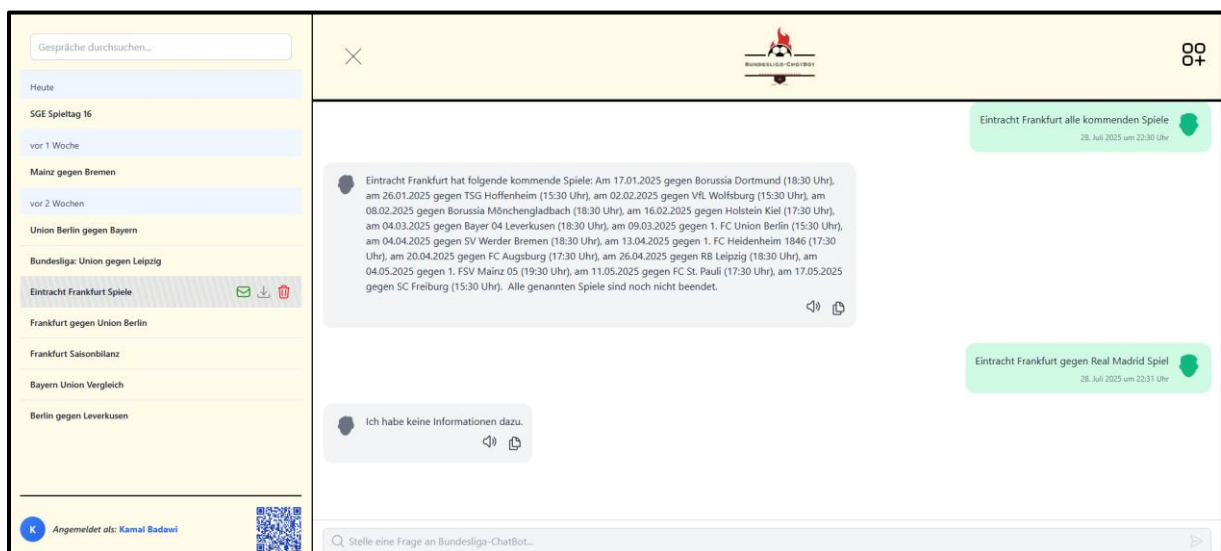 Gespräche durchsuchen...
Heute
SGE Spieltag 16
vor 1 Woche
Mainz gegen Bremen
vor 2 Wochen
Union Berlin gegen Bayern
Bundesliga: Union gegen Leipzig
Eintracht Frankfurt Spiele
Frankfurt gegen Union Berlin
Frankfurt Saisonbilanz
Bayern Union Vergleich
Berlin gegen Leverkusen
K
Angemeldet als: Kamal Badawi
BUNDESLIGA-CHATBOT
Eintracht Frankfurt alle kommenden Spiele
28. Juli 2025 um 22:30 Uhr
Eintracht Frankfurt hat folgende kommende Spiele: Am 17.01.2025 gegen Borussia Dortmund (18:30 Uhr),
am 26.01.2025 gegen TSG Hoffenheim (15:30 Uhr), am 02.02.2025 gegen VfL Wolfsburg (15:30 Uhr), am
08.02.2025 gegen Borussia Mönchengladbach (18:30 Uhr), am 16.02.2025 gegen Holstein Kiel (17:30 Uhr),
am 04.03.2025 gegen Bayer 04 Leverkusen (18:30 Uhr), am 09.03.2025 gegen 1. FC Union Berlin (15:30 Uhr),
am 04.04.2025 gegen SV Werder Bremen (18:30 Uhr), am 13.04.2025 gegen 1. FC Heidenheim 1846 (17:30
Uhr), am 20.04.2025 gegen FC Augsburg (17:30 Uhr), am 26.04.2025 gegen RB Leipzig (18:30 Uhr), am
04.05.2025 gegen 1. FSV Mainz 05 (19:30 Uhr), am 11.05.2025 gegen FC St. Pauli (17:30 Uhr), am 17.05.2025
gegen SC Freiburg (15:30 Uhr). Alle genannten Spiele sind noch nicht beendet.
Eintracht Frankfurt gegen Real Madrid Spiel
28. Juli 2025 um 22:31 Uhr
Ich habe keine Informationen dazu.
Stelle eine Frage an Bundesliga-ChatBot...